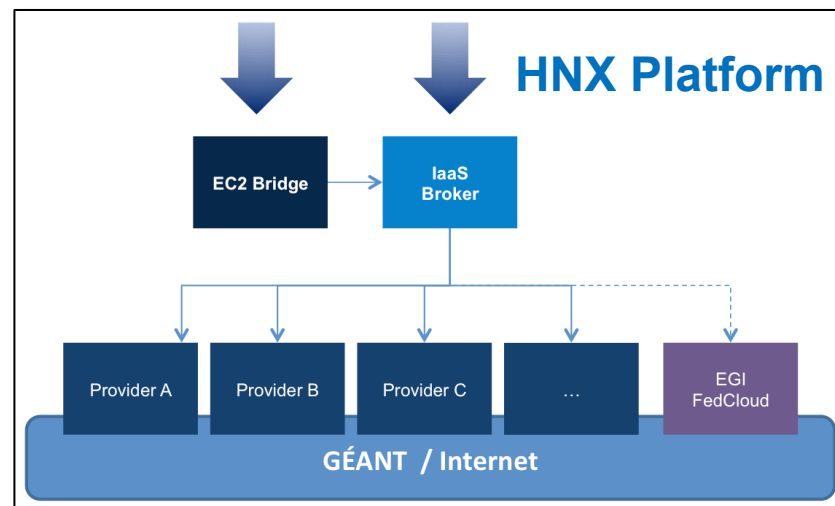 HNX Platform
EC2 Bridge
IaaS
Broker
Provider A
Provider B
Provider C
...
EGI
FedCloud
GÉANT / Internet